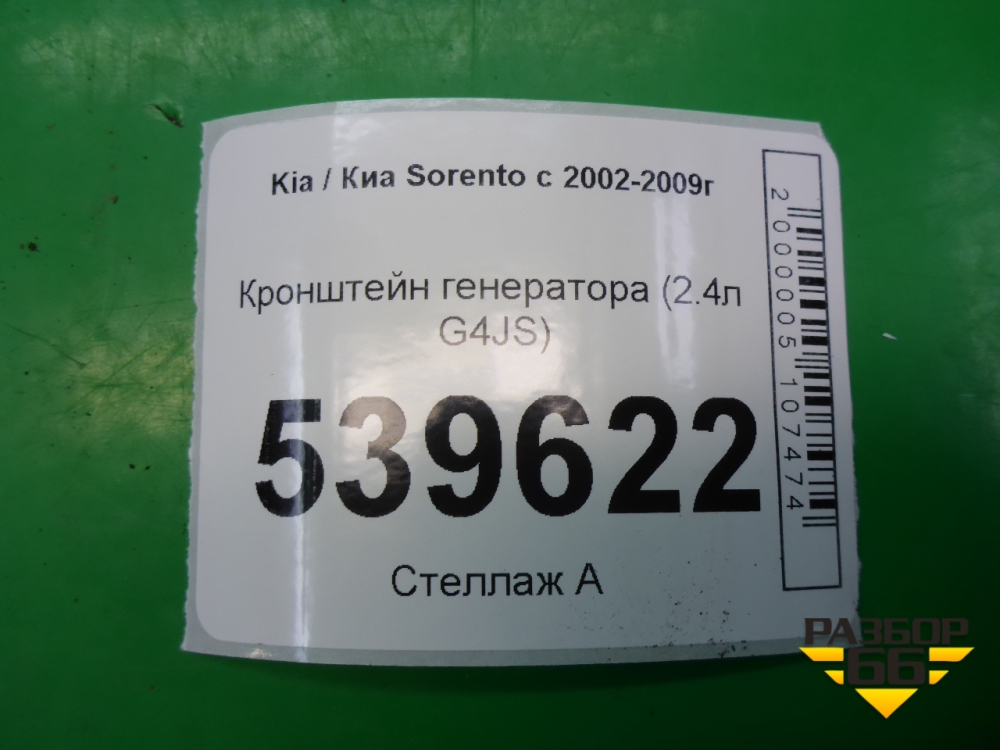 Kia / Киа Sorento с 2002-2009г
Кронштейн генератора (2.4л
G4JS)
539622
Стеллаж А
2000005107474
РАЗБОР
66